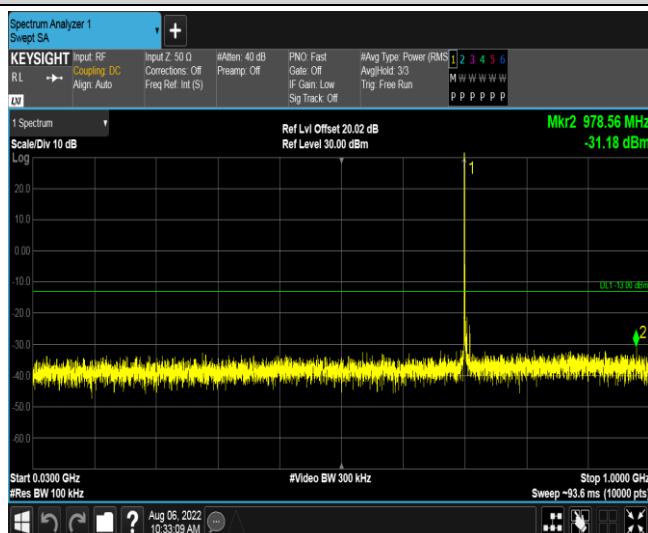 Spectrum Analyzer 1
Swept SA
+
KEYSIGHT
RL
LXI
Input: RF
Coupling: DC
Align: Auto
Input Z: 50 Ω
Corrections: Off
Freq Ref: Int (S)
#Atten: 40 dB
Preamp: Off
PNO: Fast
Gate: Off
IF Gain: Low
Sig Track: Off
#Avg Type: Power (RMS
Avg|Hold: 3/3
Trig: Free Run
1 2 3 4 5 6
M W W W W W
P P P P P P
1 Spectrum
Scale/Div 10 dB
Log
Ref Lvl Offset 20.02 dB
Ref Level 30.00 dBm
Mkr2 978.56 MHz
-31.18 dBm
1
20.0
10.0
0.00
-10.0
DL1 -13.00 dBm
-20.0
-30.0
2
-40.0
-50.0
-60.0
Start 0.0300 GHz
#Video BW 300 kHz
Stop 1.0000 GHz
#Res BW 100 kHz
Sweep ~93.6 ms (10000 pts)
?
Aug 06, 2022
10:33:09 AM